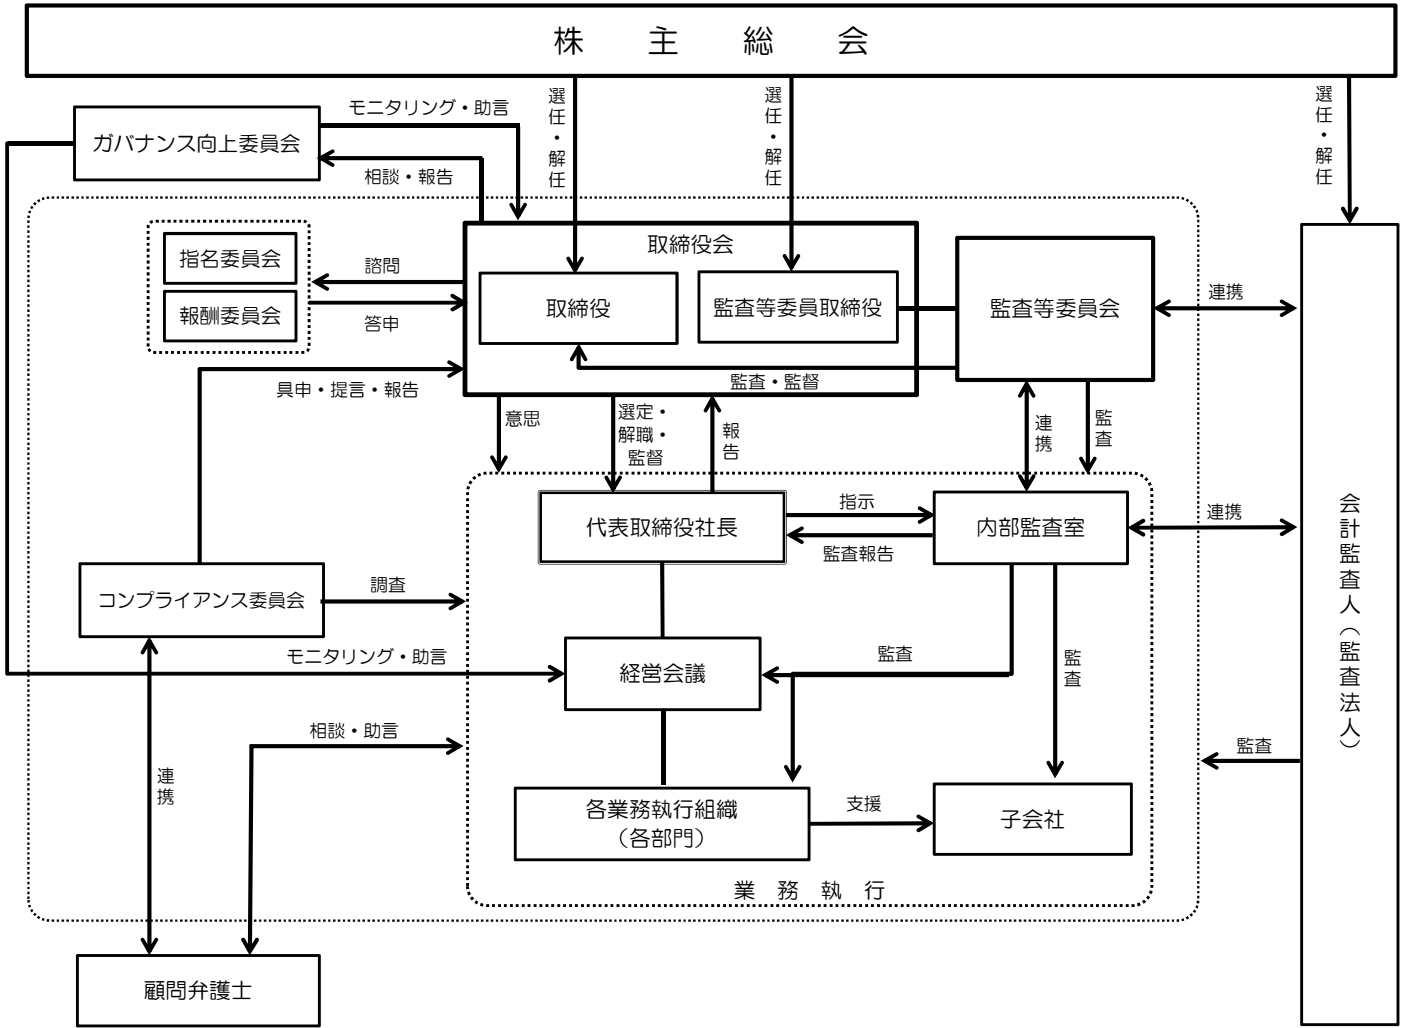 株主総会
モニタリング・助言
ガバナンス向上委員会
相談・報告
選任・解任
選任・解任
選任・解任
取締役会
指名委員会
報酬委員会
諮問
答申
取締役
監査等委員取締役
監査等委員会
連携
監査・監督
具申・提言・報告
意思
選定・
解職・
監督
報告
連携
監査
代表取締役社長
指示
監査報告
内部監査室
連携
会計監査人（監査法人）
コンプライアンス委員会
調査
モニタリング・助言
経営会議
監査
監査
相談・助言
連携
監査
各業務執行組織
（各部門）
支援
子会社
業務執行
顧問弁護士